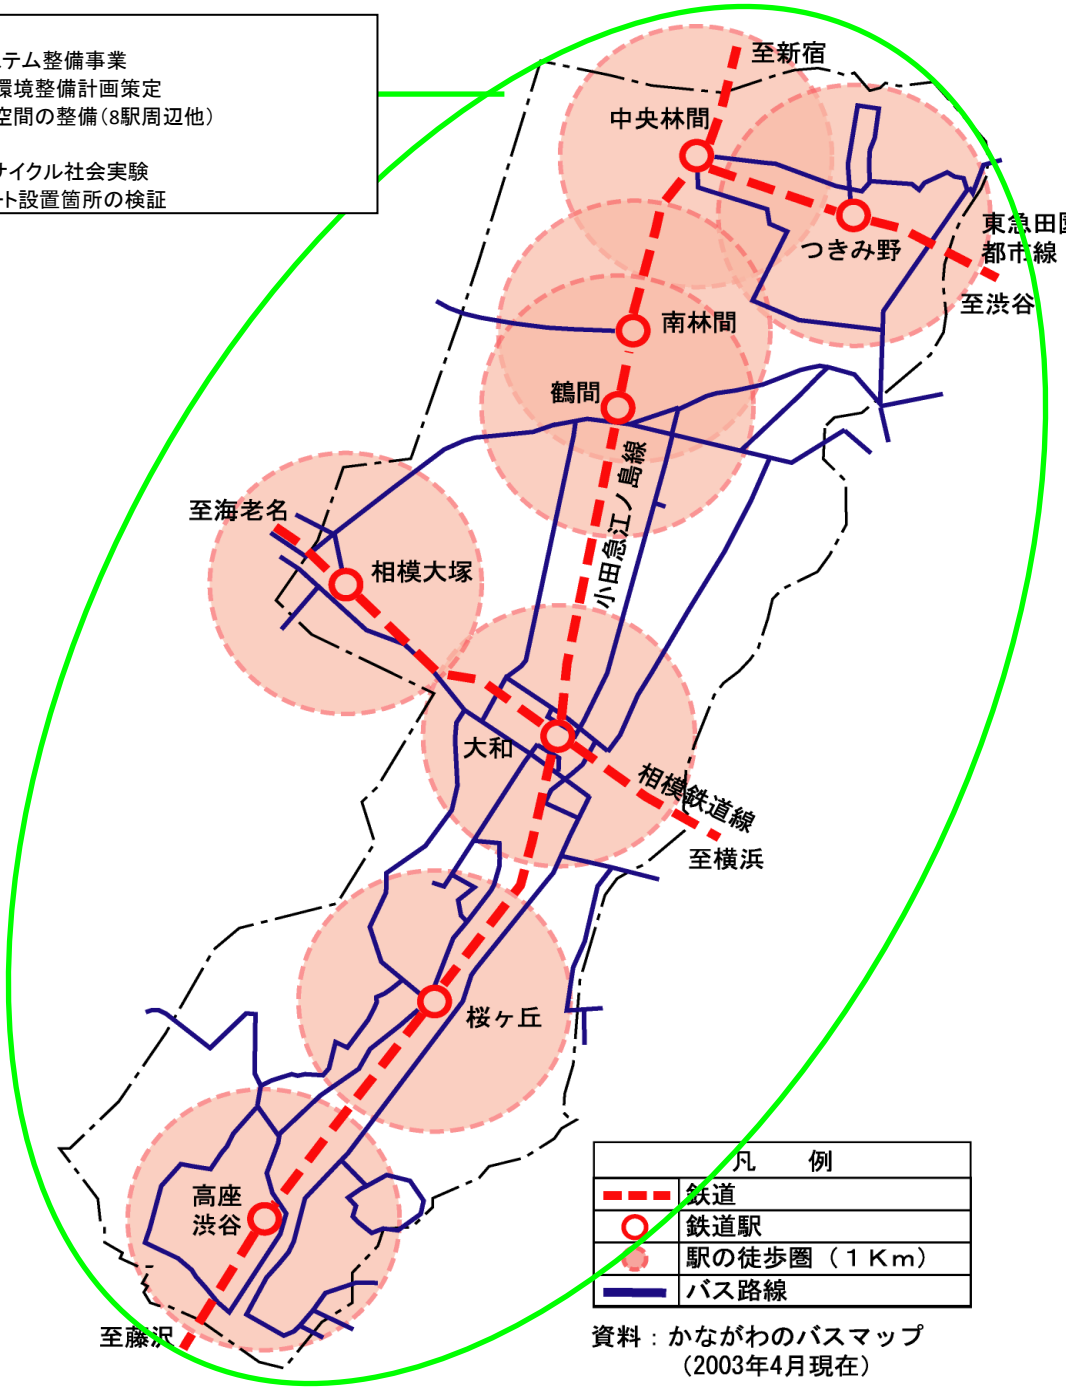 ステム整備事業
環境整備計画策定
空間の整備(8駅周辺他)
サイクル社会実験
ート設置箇所の検証
至新宿
中央林間
つきみ野
東急田園
都市線
至渋谷
南林間
鶴間
小田急江ノ島線
至海老名
相模大塚
大和
相模鉄道線
至横浜
桜ヶ丘
高座
渋谷
至藤沢
凡 例
鉄道
鉄道駅
駅の徒歩圏(1Km)
バス路線
資料:かながわのバスマップ
(2003年4月現在)